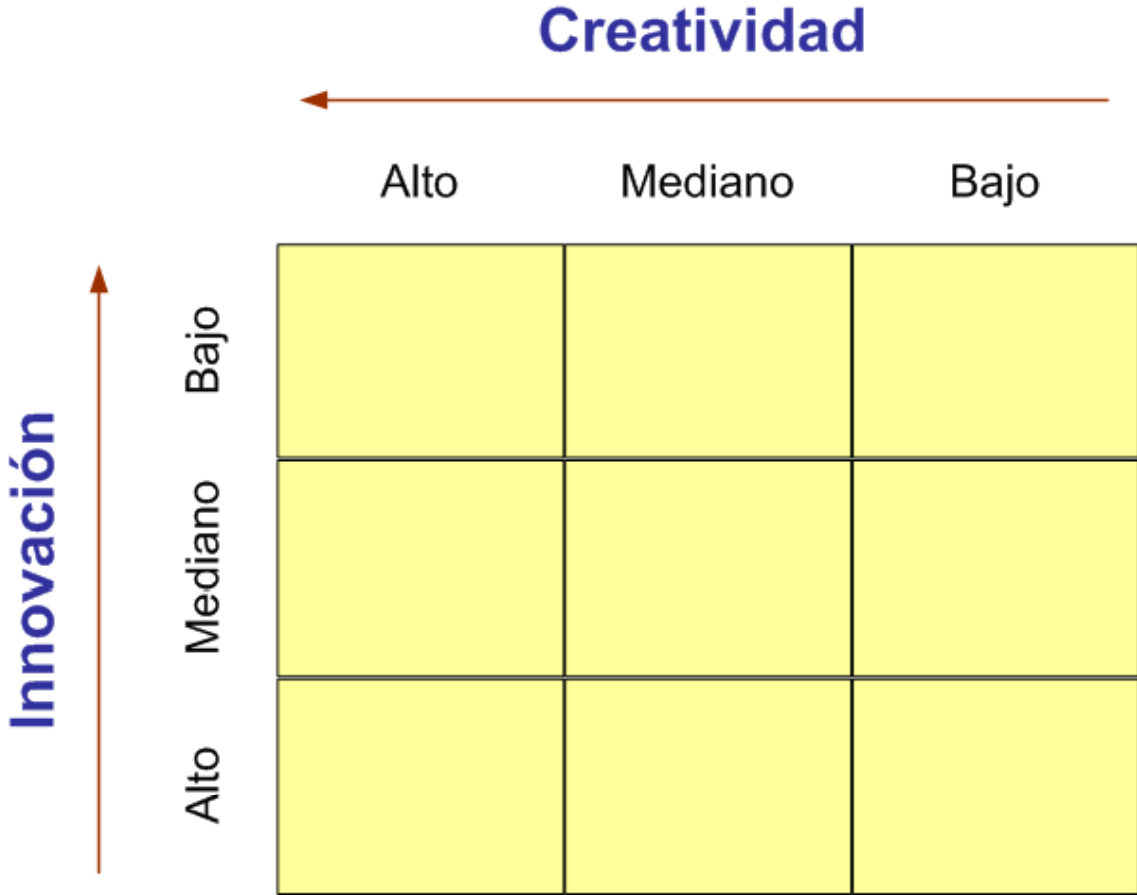 Creatividad
Alto Mediano Bajo
Bajo
Mediano
Alto
Innovación